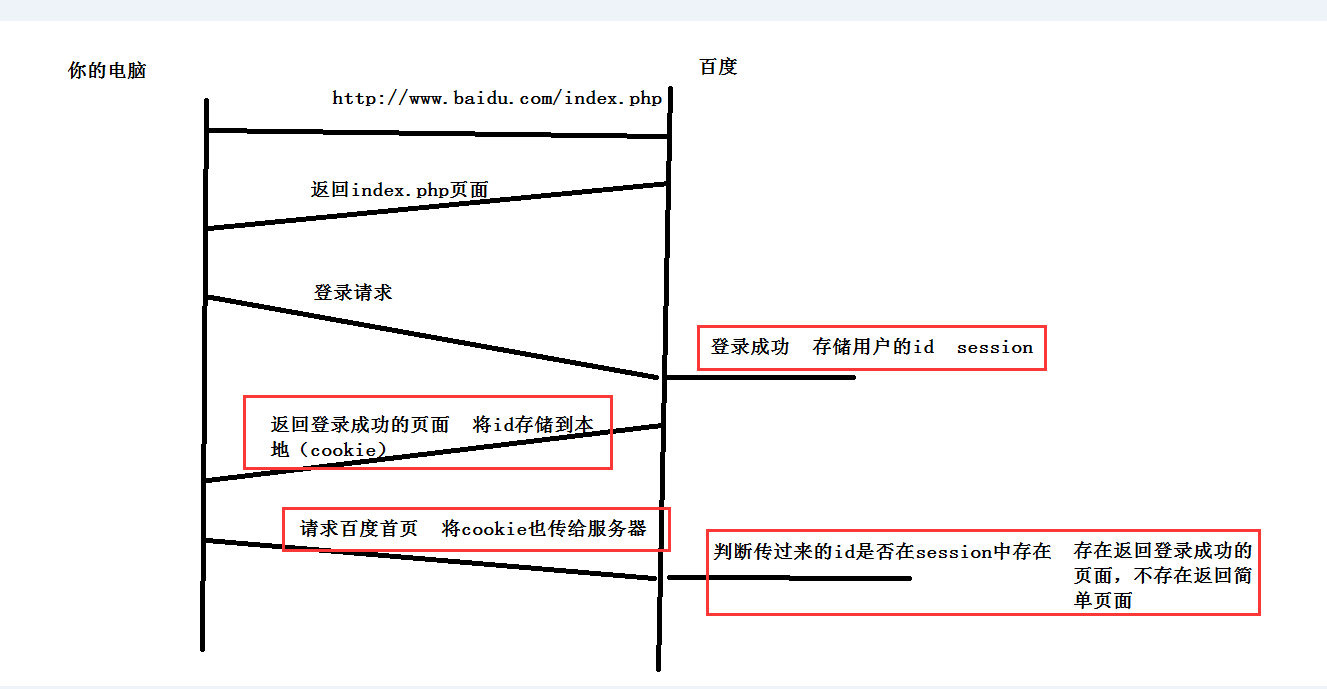 你的电脑
百度
http://www.baidu.com/index.php
返回index.php页面
登录请求
登录成功 存储用户的id session
返回登录成功的页面 将id存储到本
地（cookie）
请求百度首页 将cookie也传给服务器
判断传过来的id是否在session中存在
存在返回登录成功的
页面，不存在返回简
单页面